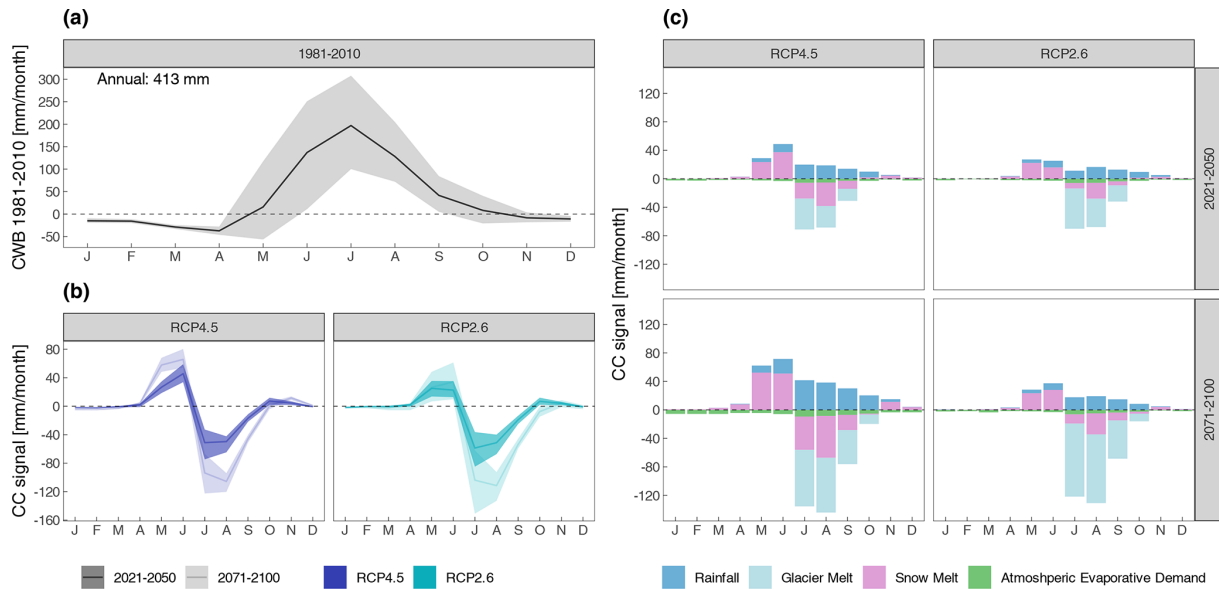 (a)
1981-2010
Annual: 413 mm
CWB 1981-2010 [mm/month]
300
250
200
150
100
50
0
-50
J F M A M J J A S O N D
(b)
RCP4.5 RCP2.6
CC signal [mm/month]
80
40
0
-40
-80
-120
-160
J F M A M J J A S O N D J F M A M J J A S O N D
2021-2050 2071-2100 RCP4.5 RCP2.6
(c)
RCP4.5 RCP2.6
CC signal [mm/month]
120
80
40
0
-40
-80
-120
2021-2050
120
80
40
0
-40
-80
-120
2071-2100
J F M A M J J A S O N D J F M A M J J A S O N D
Rainfall Glacier Melt Snow Melt Atmoshperic Evaporative Demand